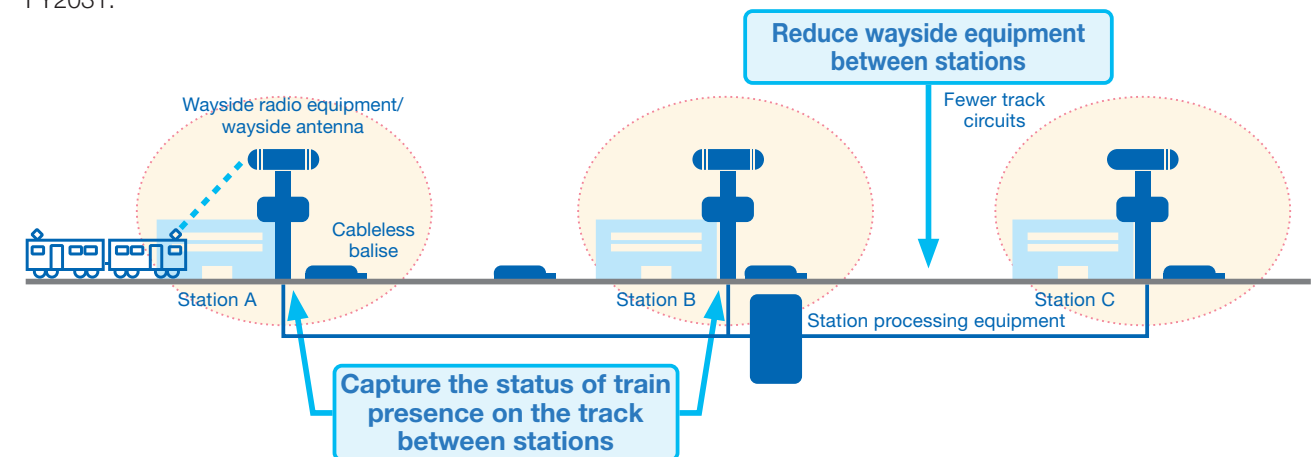 FY2031.
Reduce wayside equipment
between stations
Wayside radio equipment/
wayside antenna
Fewer track
circuits
Cableless
balise
Station A
Station B
Station C
Station processing equipment
Capture the status of train
presence on the track
between stations